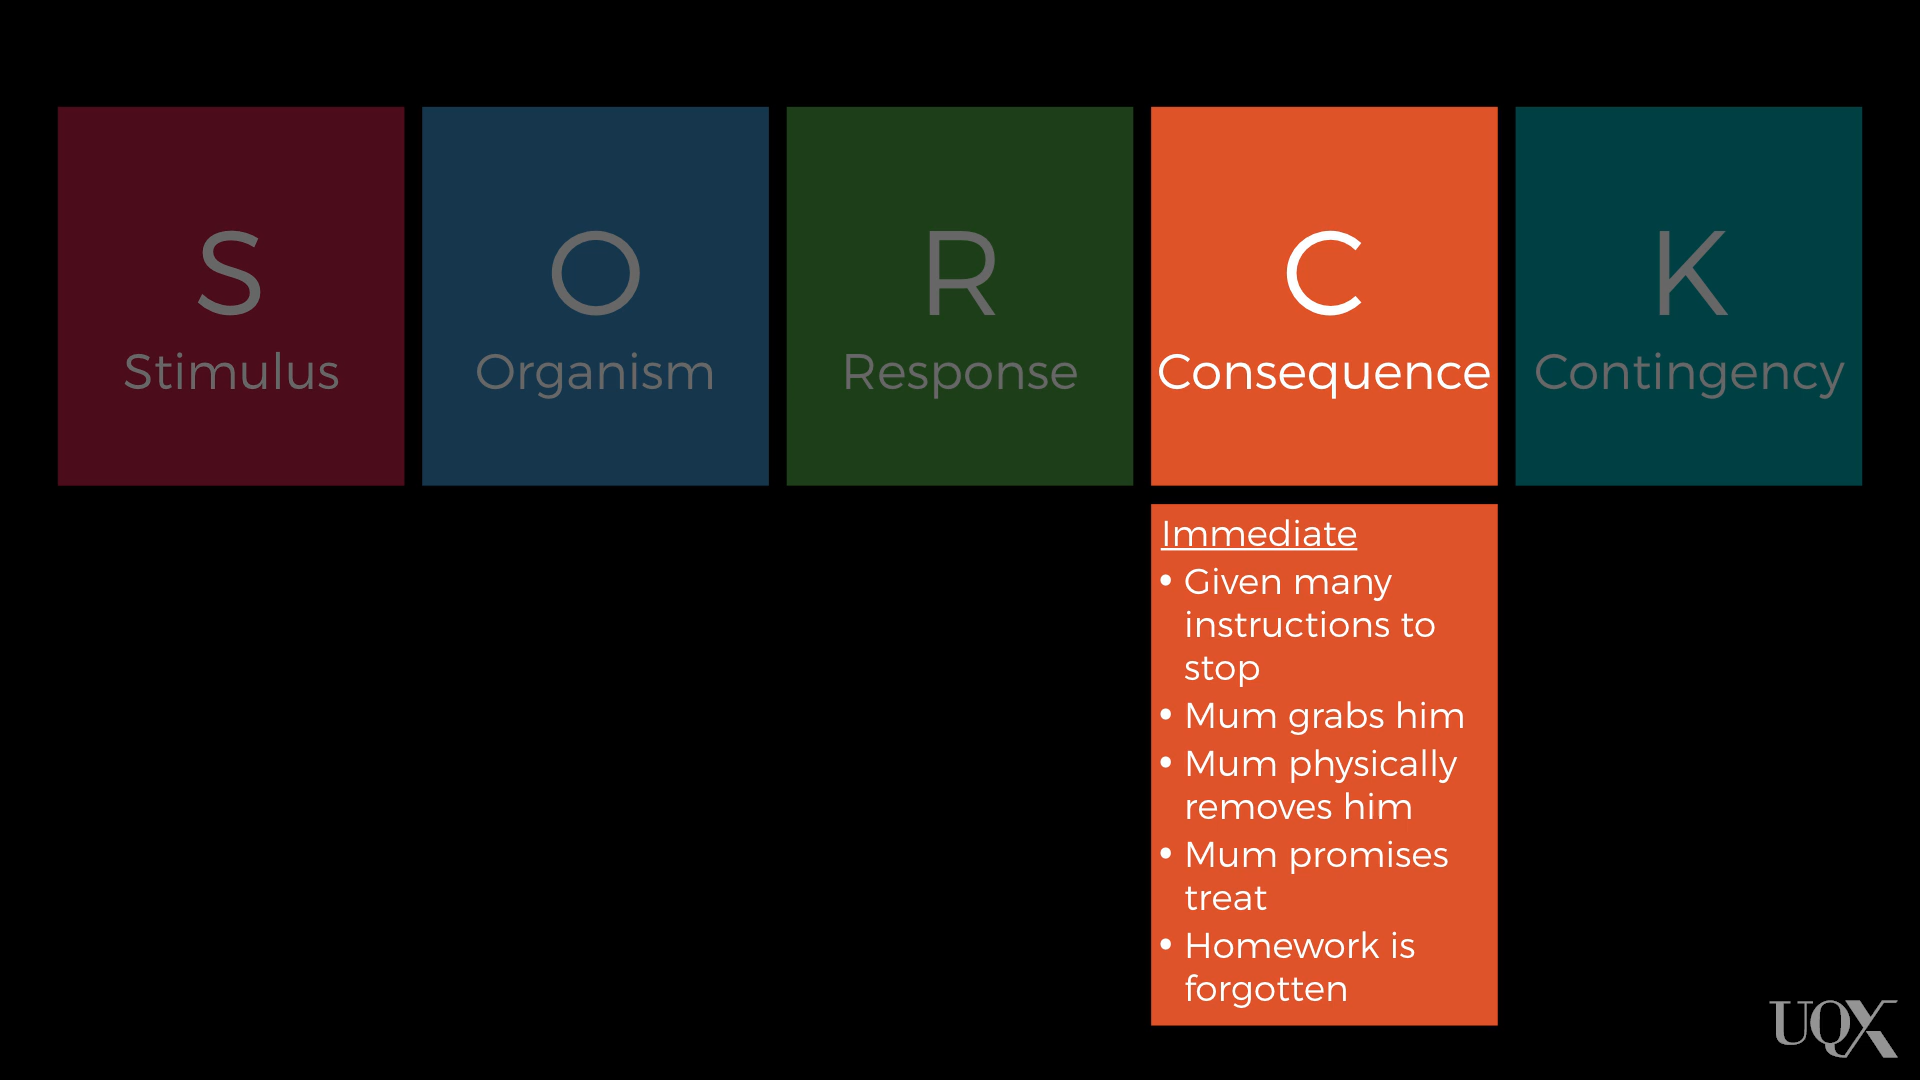 S
Stimulus
O
Organism
R
Response
C
Consequence
K
Contingency
Immediate
• Given many
instructions to
stop
• Mum grabs him
• Mum physically
removes him
• Mum promises
treat
• Homework is
forgotten
UQX